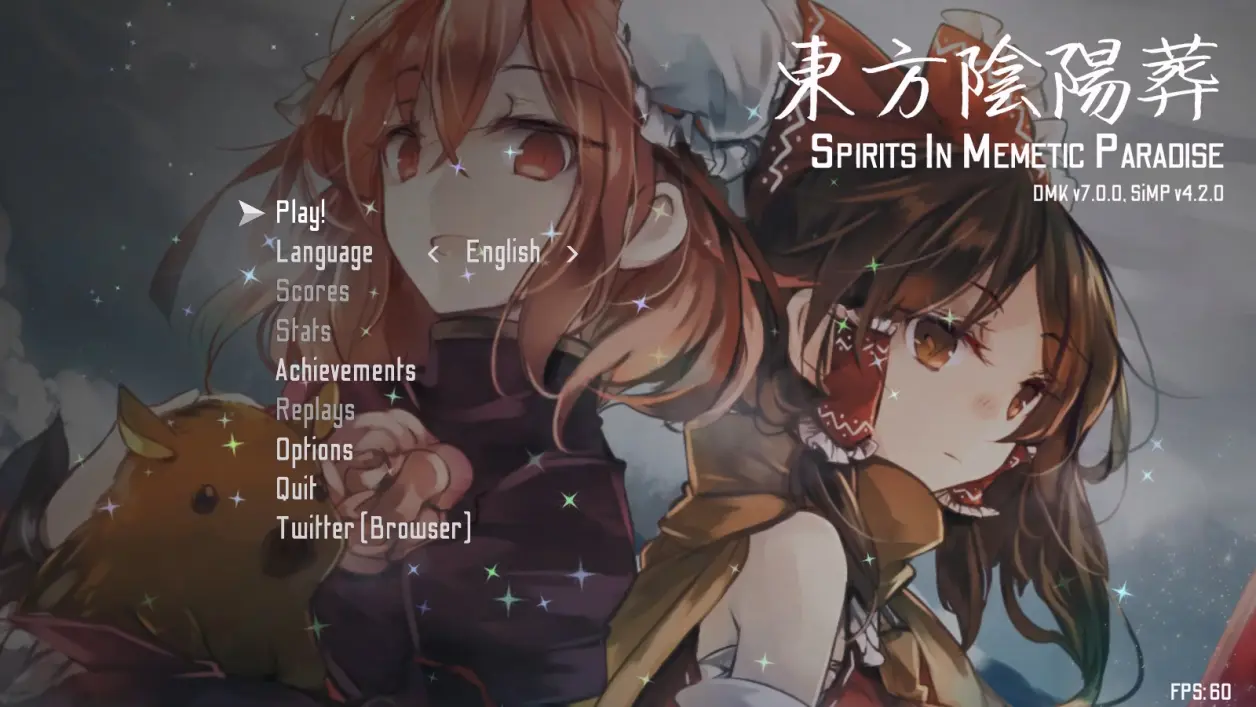 東方陰陽葬
SPIRITS IN MEMETIC PARADISE
DMK v7.0.0, SiMP v4.2.0
Play!
Language < English >
Scores
Stats
Achievements
Replays
Options
Quit
Twitter [Browser]
FPS: 60